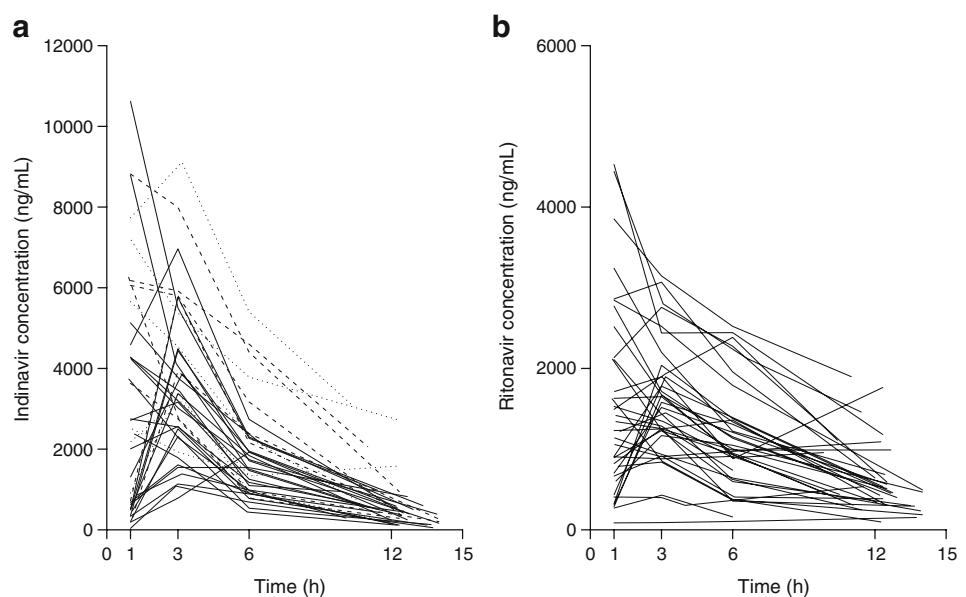 a
b
Indinavir concentration (ng/mL)
12000
10000
8000
6000
4000
2000
0
0 1 3 6 12 15
Time (h)
Ritonavir concentration (ng/mL)
6000
4000
2000
0
0 1 3 6 12 15
Time (h)